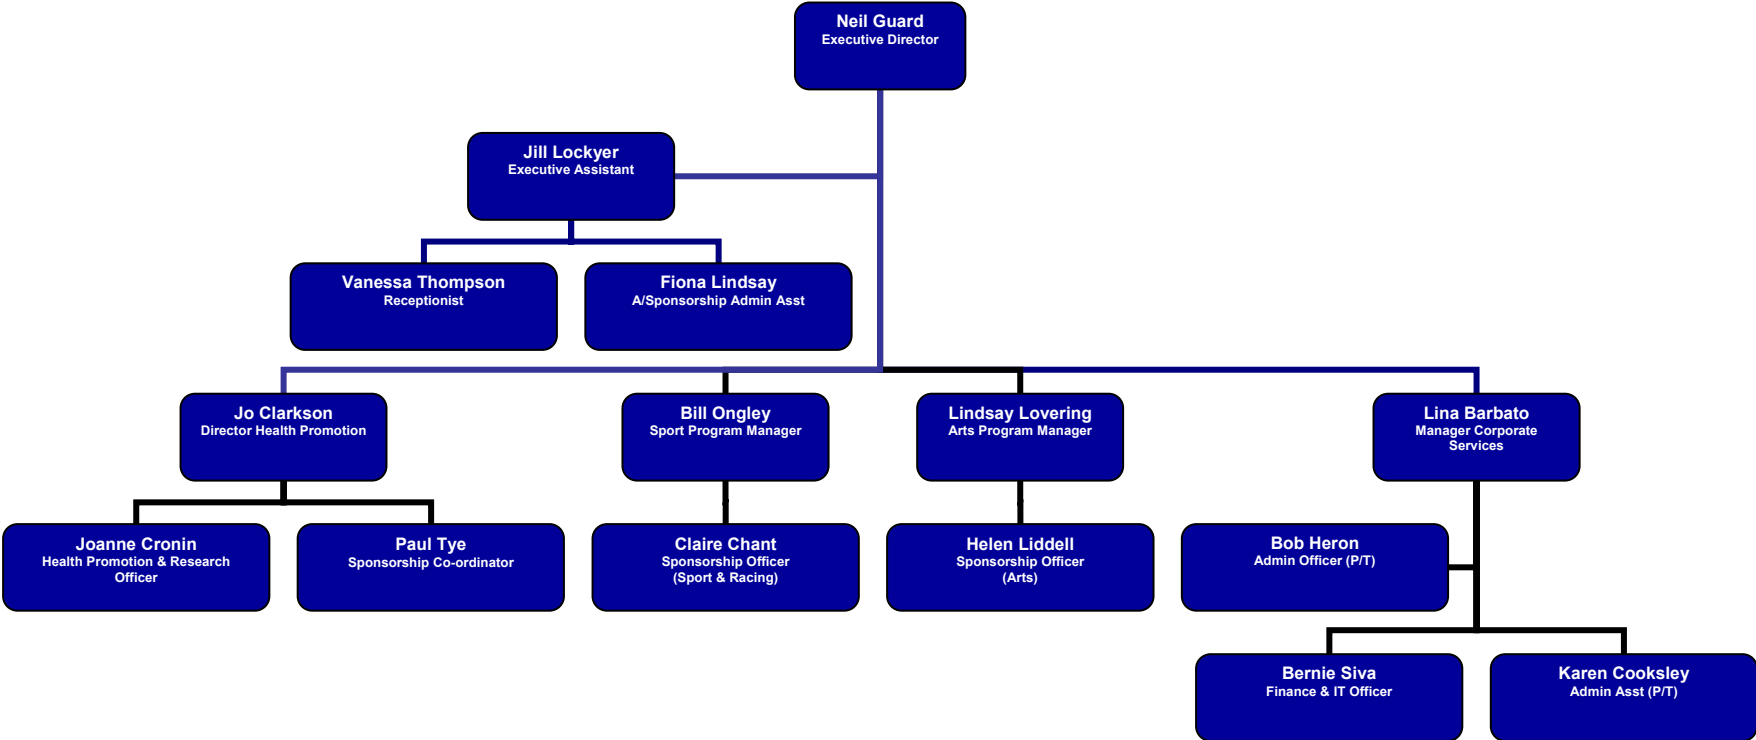 Neil Guard
Executive Director
Jill Lockyer
Executive Assistant
Vanessa Thompson
Receptionist
Fiona Lindsay
A/Sponsorship Admin Asst
Jo Clarkson
Director Health Promotion
Bill Ongley
Sport Program Manager
Lindsay Lovering
Arts Program Manager
Lina Barbato
Manager Corporate
Services
Joanne Cronin
Health Promotion & Research
Officer
Paul Tye
Sponsorship Co-ordinator
Claire Chant
Sponsorship Officer
(Sport & Racing)
Helen Liddell
Sponsorship Officer
(Arts)
Bob Heron
Admin Officer (P/T)
Bernie Siva
Finance & IT Officer
Karen Cooksley
Admin Asst (P/T)